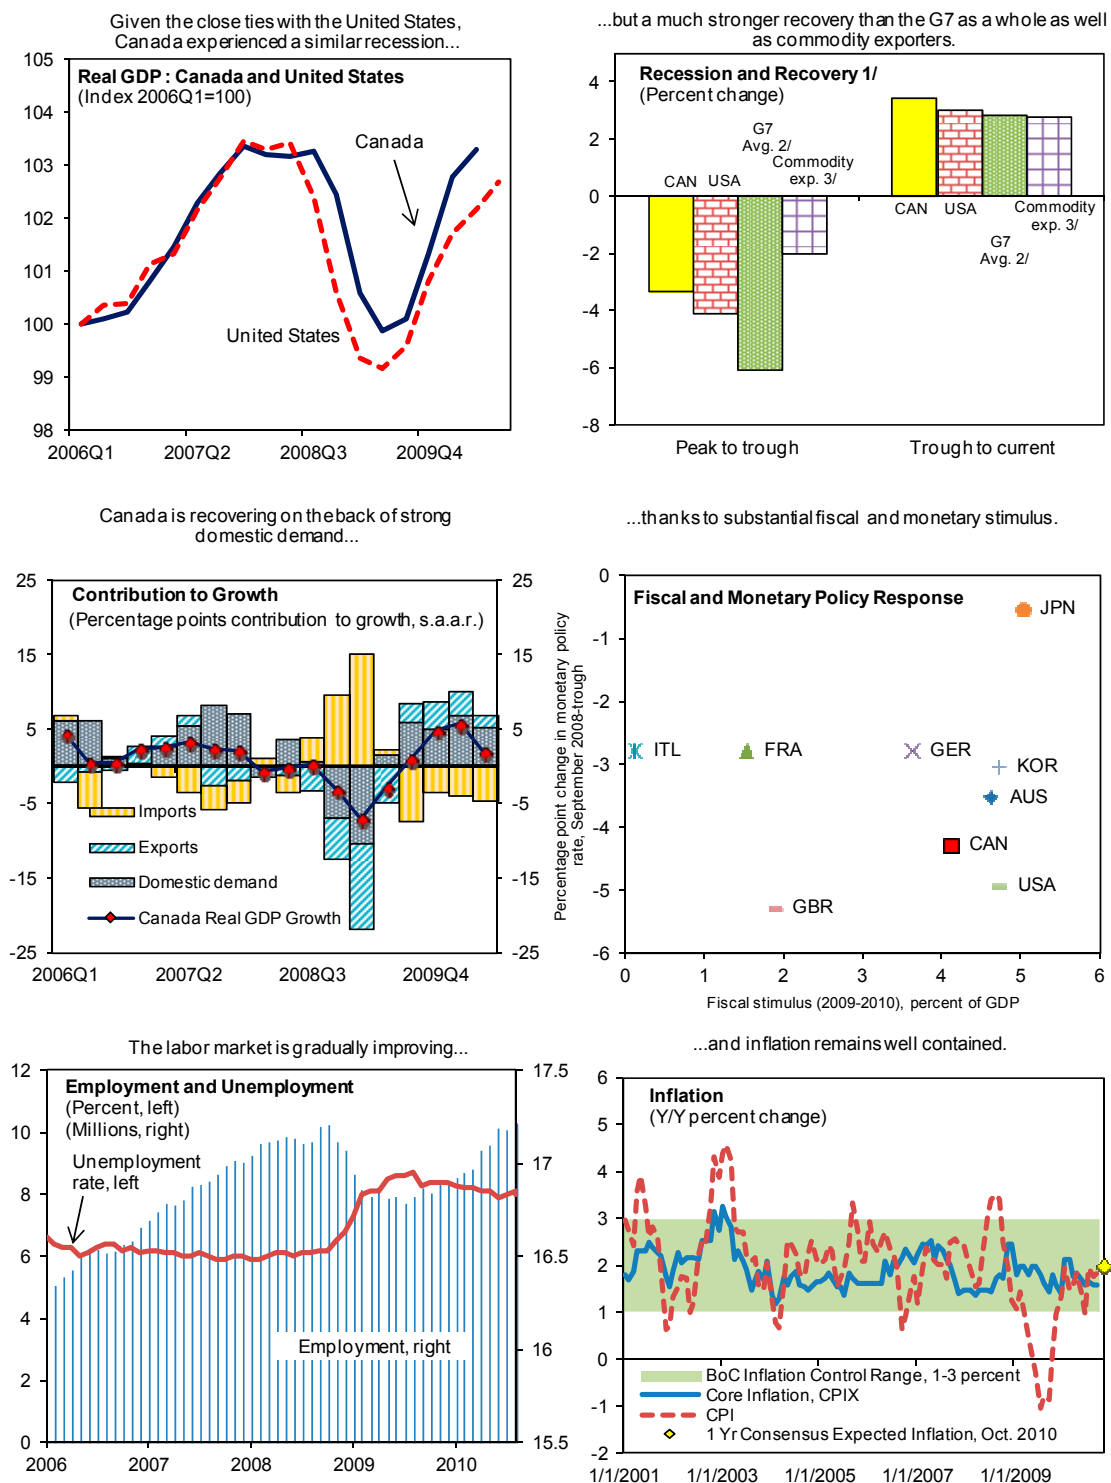 Given the close ties with the United States,
Canada experienced a similar recession...
105
104
103
102
101
100
99
98
Real GDP : Canada and United States
(Index 2006Q1=100)
Canada
United States
2006Q1
2007Q2
2008Q3
2009Q4
...but a much stronger recovery than the G7 as a whole as well
as commodity exporters.
4
2
0
-2
-4
-6
-8
Recession and Recovery 1/
(Percent change)
G7
Avg. 2/
Commodity
exp. 3/
CAN
USA
CAN
USA
Commodity
exp. 3/
G7
Avg. 2/
Peak to trough
Trough to current
Canada is recovering on the back of strong
domestic demand...
25
15
5
-5
-15
-25
25
15
5
-5
-15
-25
Contribution to Growth
(Percentage points contribution to growth, s.a.a.r.)
Imports
Exports
Domestic demand
Canada Real GDP Growth
2006Q1
2007Q2
2008Q3
2009Q4
...thanks to substantial fiscal and monetary stimulus.
Percentage point change in monetary policy
rate, September 2008-trough
0
-1
-2
-3
-4
-5
-6
Fiscal and Monetary Policy Response
JPN
ITL
FRA
GER
KOR
AUS
CAN
USA
GBR
0
1
2
3
4
5
6
Fiscal stimulus (2009-2010), percent of GDP
The labor market is gradually improving...
12
10
8
6
4
2
0
17.5
17
16.5
16
15.5
Employment and Unemployment
(Percent, left)
(Millions, right)
Unemployment
rate, left
Employment, right
2006
2007
2008
2009
2010
...and inflation remains well contained.
6
5
4
3
2
1
0
-1
-2
Inflation
(Y/Y percent change)
BoC Inflation Control Range, 1-3 percent
Core Inflation, CPIX
CPI
1 Yr Consensus Expected Inflation, Oct. 2010
1/1/2001
1/1/2003
1/1/2005
1/1/2007
1/1/2009